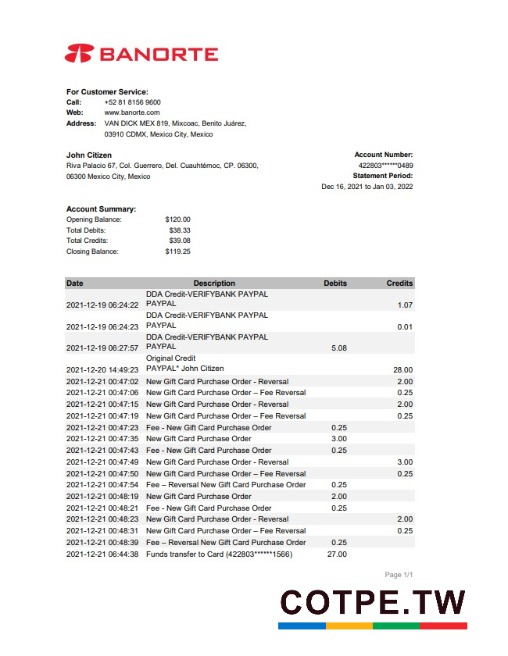 BANORTE
For Customer Service:
Call: +52 81 8156 9600
Web: www.banorte.com
Address: VAN DICK MEX 819, Mixcoac, Benito Juárez,
03910 CDMX, Mexico City, Mexico
John Citizen
Riva Palacio 67, Col. Guerrero, Del. Cuauhtémoc, CP. 06300,
06300 Mexico City, Mexico
Account Number:
422803******0489
Statement Period:
Dec 16, 2021 to Jan 03, 2022
Account Summary:
Opening Balance: $120.00
Total Debits: $38.33
Total Credits: $39.08
Closing Balance: $119.25
Date Description Debits Credits
DDA Credit-VERIFYBANK PAYPAL
2021-12-19 06:24:22 PAYPAL 1.07
DDA Credit-VERIFYBANK PAYPAL
2021-12-19 06:24:23 PAYPAL 0.01
DDA Credit-VERIFYBANK PAYPAL
2021-12-19 06:27:57 PAYPAL 5.08
Original Credit
2021-12-20 14:49:23 PAYPAL* John Citizen 28.00
2021-12-21 00:47:02 New Gift Card Purchase Order - Reversal 2.00
2021-12-21 00:47:06 New Gift Card Purchase Order – Fee Reversal 0.25
2021-12-21 00:47:15 New Gift Card Purchase Order - Reversal 2.00
2021-12-21 00:47:19 New Gift Card Purchase Order – Fee Reversal 0.25
2021-12-21 00:47:23 Fee - New Gift Card Purchase Order 0.25
2021-12-21 00:47:35 New Gift Card Purchase Order 3.00
2021-12-21 00:47:43 Fee - New Gift Card Purchase Order 0.25
2021-12-21 00:47:49 New Gift Card Purchase Order - Reversal 3.00
2021-12-21 00:47:50 New Gift Card Purchase Order – Fee Reversal 0.25
2021-12-21 00:47:54 Fee – Reversal New Gift Card Purchase Order 0.25
2021-12-21 00:48:19 New Gift Card Purchase Order 2.00
2021-12-21 00:48:21 Fee - New Gift Card Purchase Order 0.25
2021-12-21 00:48:23 New Gift Card Purchase Order - Reversal 2.00
2021-12-21 00:48:31 New Gift Card Purchase Order – Fee Reversal 0.25
2021-12-21 00:48:39 Fee – Reversal New Gift Card Purchase Order 0.25
2021-12-21 06:44:38 Funds transfer to Card (422803******1566) 27.00
Page 1/1
COTPE.TW